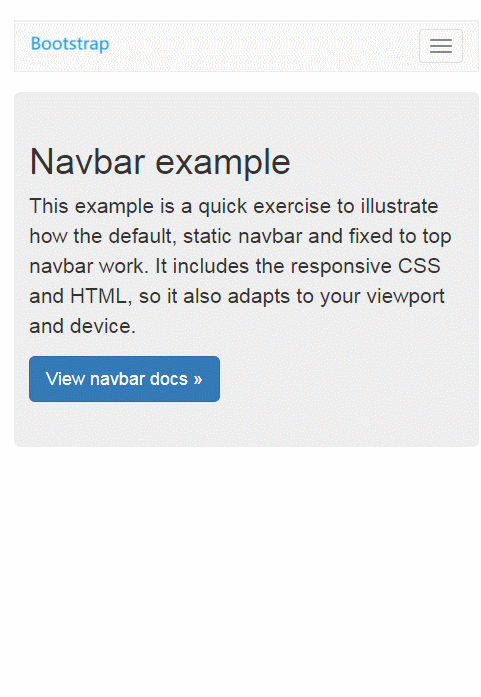 Bootstrap
Navbar example
This example is a quick exercise to illustrate
how the default, static navbar and fixed to top
navbar work. It includes the responsive CSS
and HTML, so it also adapts to your viewport
and device.
View navbar docs »